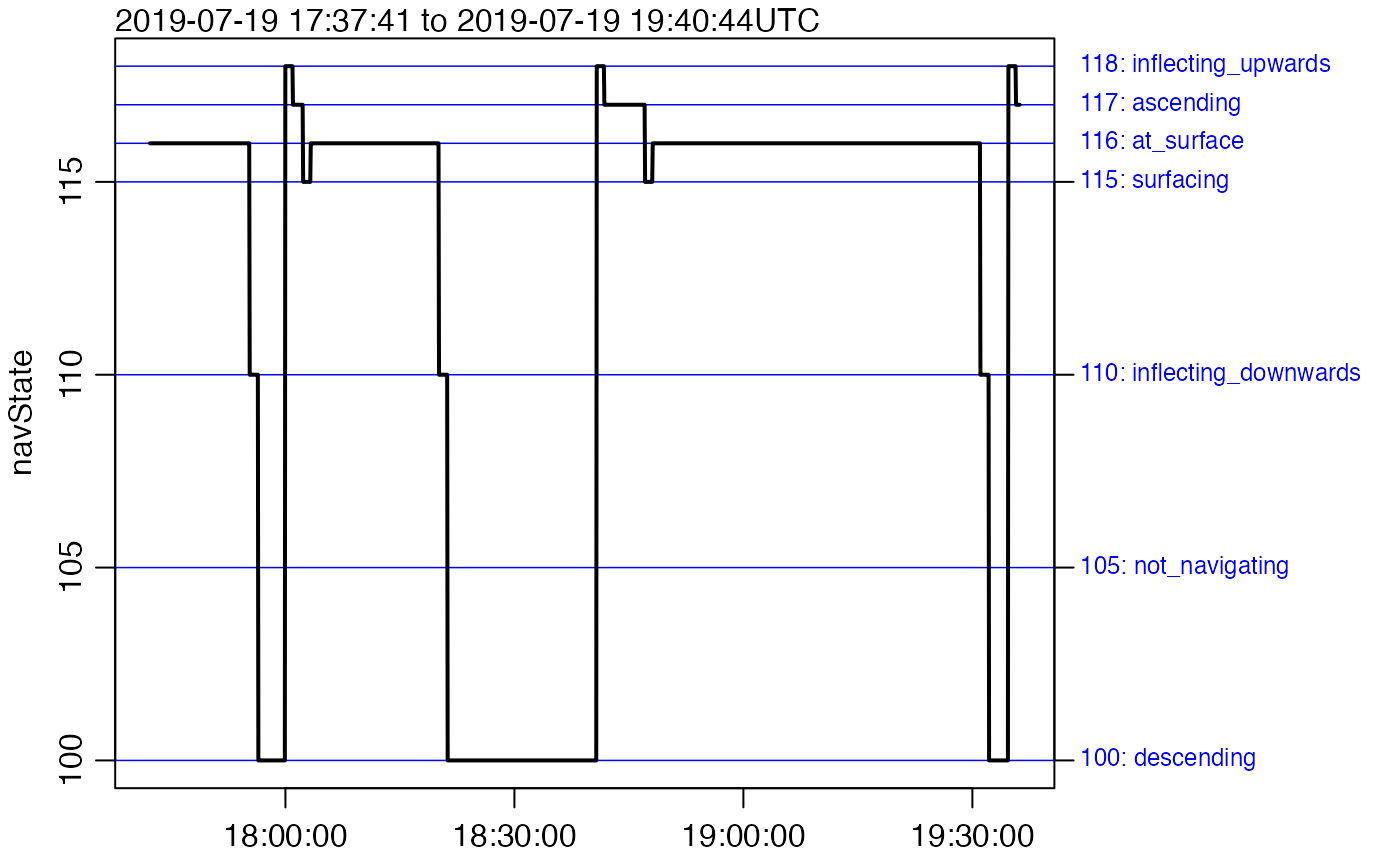 2019-07-19 17:37:41 to 2019-07-19 19:40:44UTC
118: inflecting_upwards
117: ascending
116: at_surface
115
115: surfacing
110
110: inflecting_downwards
navState
105
105: not_navigating
100
100: descending
18:00:00 18:30:00 19:00:00 19:30:00